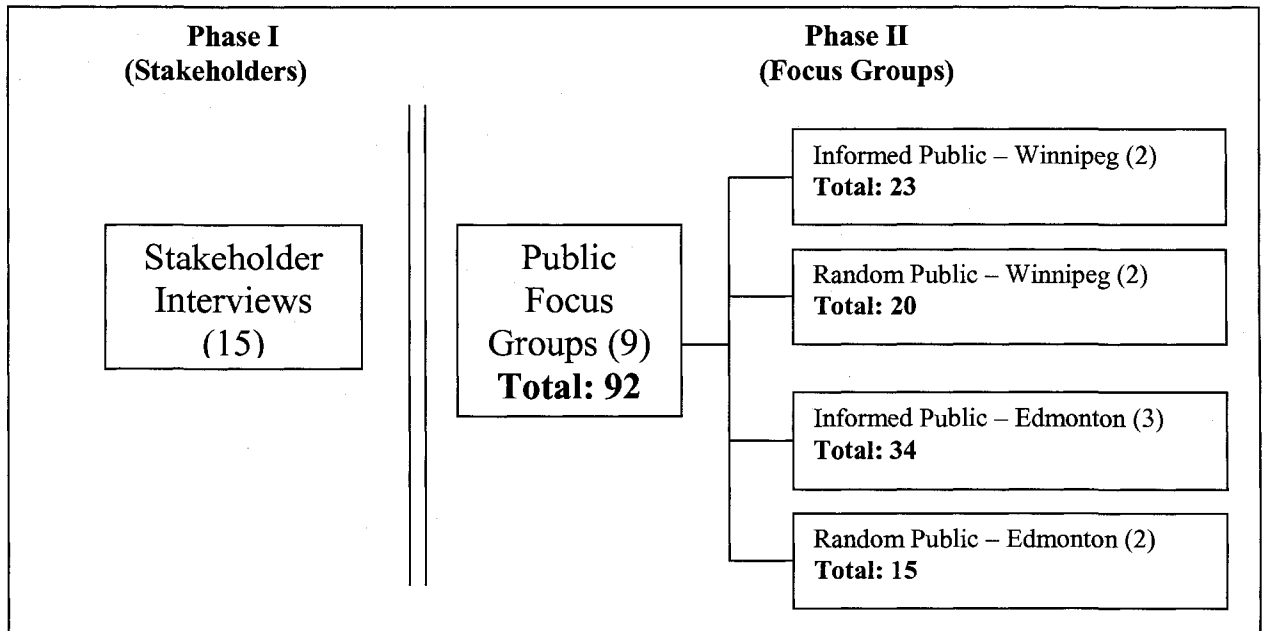 Phase I
(Stakeholders)
Phase II
(Focus Groups)
Stakeholder
Interviews
(15)
Public
Focus
Groups (9)
Total: 92
Informed Public – Winnipeg (2)
Total: 23
Random Public – Winnipeg (2)
Total: 20
Informed Public – Edmonton (3)
Total: 34
Random Public – Edmonton (2)
Total: 15